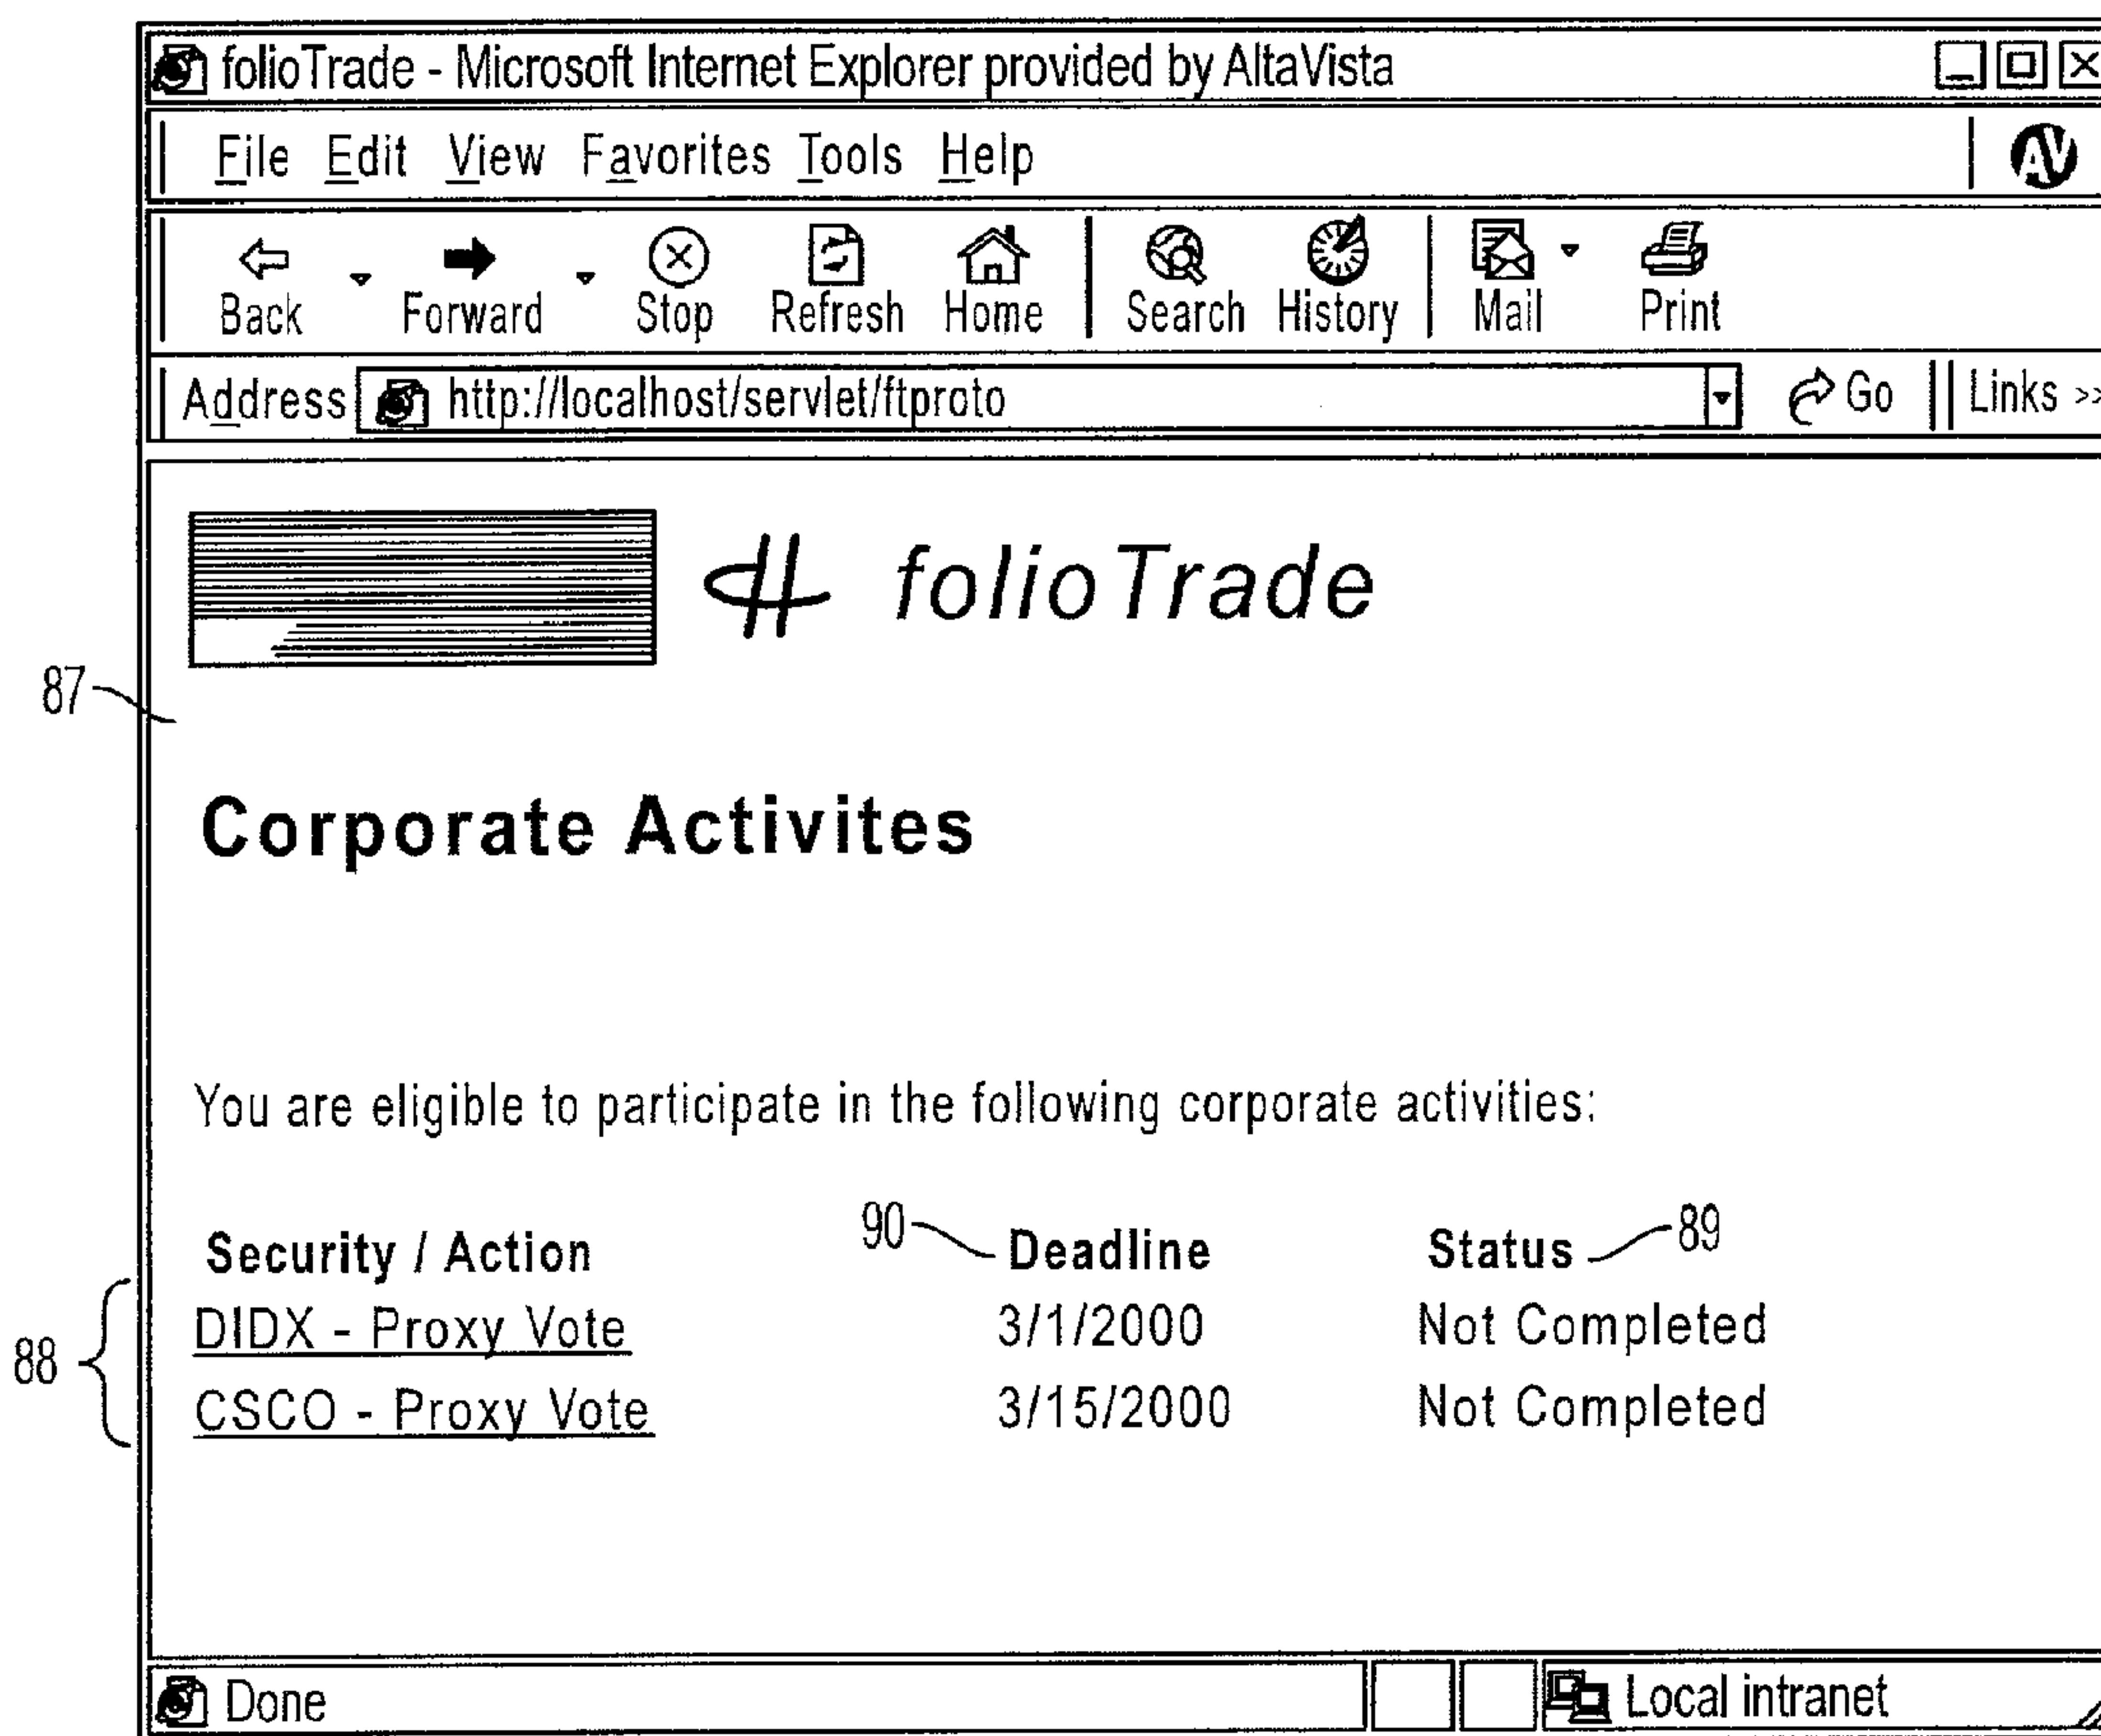 folioTrade - Microsoft Internet Explorer provided by AltaVista
File Edit View Favorites Tools Help
AV
Back Forward Stop Refresh Home Search History Mail Print
Address http://localhost/servlet/ftproto Go Links »
folioTrade
87
Corporate Activites
You are eligible to participate in the following corporate activities:
Security / Action 90 Deadline Status 89
DIDX - Proxy Vote 3/1/2000 Not Completed
88
CSCO - Proxy Vote 3/15/2000 Not Completed
Done Local intranet